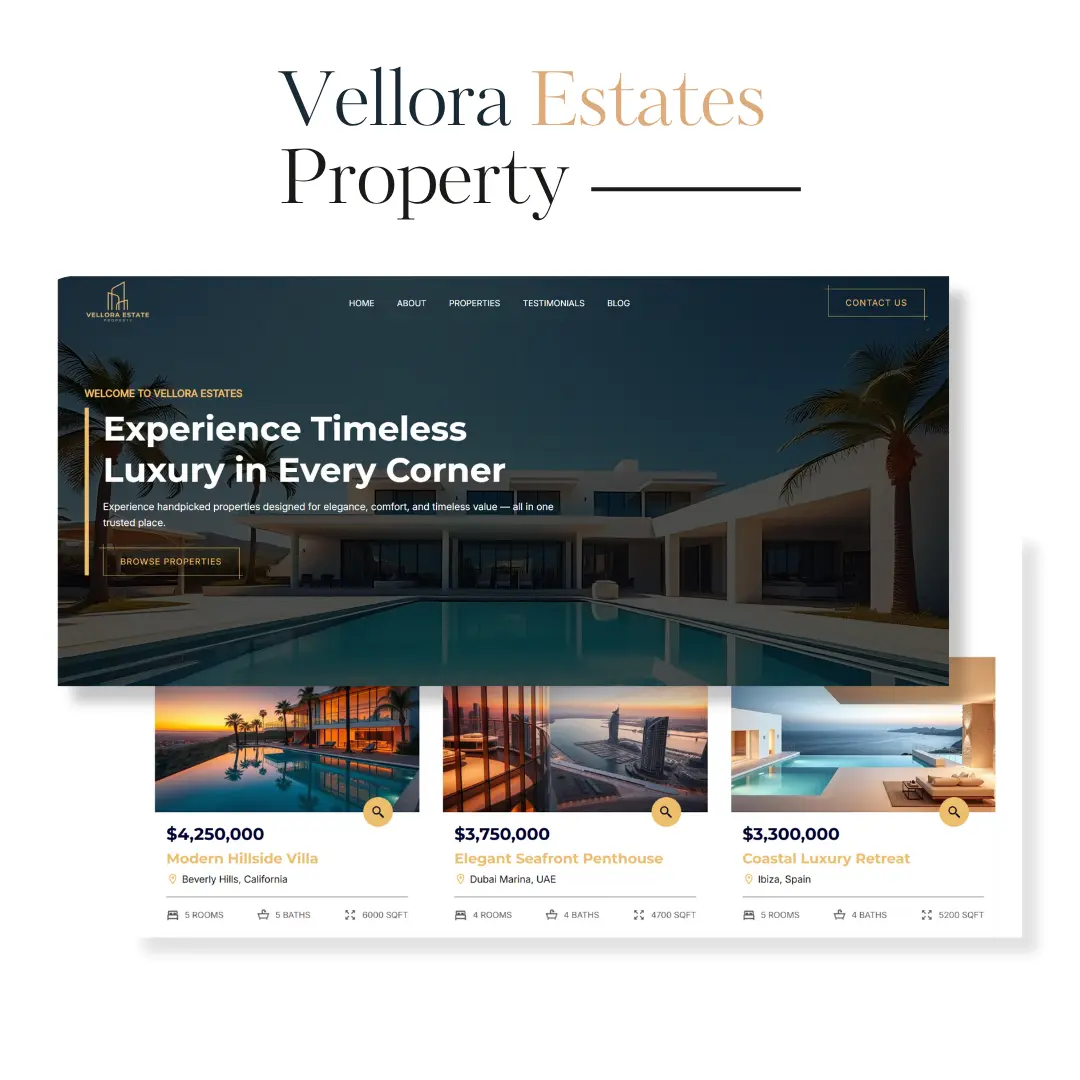 Vellora Estates
Property
VELLORA ESTATE
PROPERTY
HOME ABOUT PROPERTIES TESTIMONIALS BLOG
CONTACT US
WELCOME TO VELLORA ESTATES
Experience Timeless
Luxury in Every Corner
Experience handpicked properties designed for elegance, comfort, and timeless value — all in one
trusted place.
BROWSE PROPERTIES
$4,250,000
Modern Hillside Villa
Beverly Hills, California
5 ROOMS 5 BATHS 6000 SQFT
$3,750,000
Elegant Seafront Penthouse
Dubai Marina, UAE
4 ROOMS 4 BATHS 4700 SQFT
$3,300,000
Coastal Luxury Retreat
Ibiza, Spain
5 ROOMS 4 BATHS 5200 SQFT